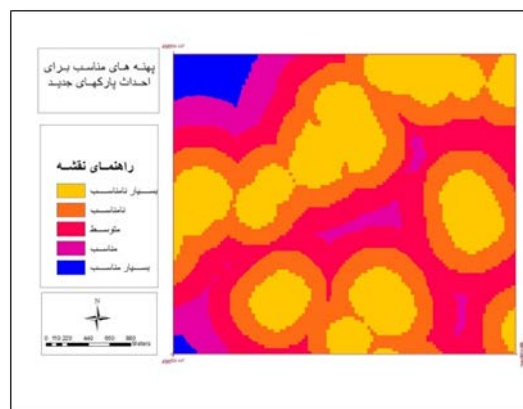 پهنه های مناسب برای
احداث پارکهای جدید
راهنمای نقشه
بسیار نامناسب
نامناسب
متوسط
مناسب
بسیار مناسب
N
Meters